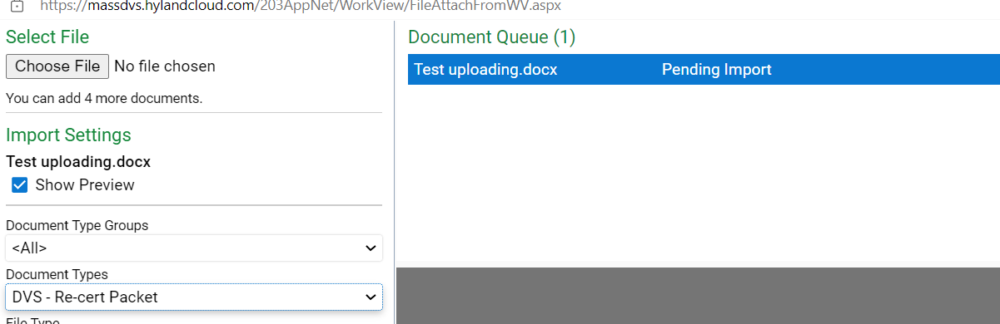 https://massdvs.hylandcloud.com/203AppNet/WorkView/FileAttachFromWV.aspx
Select File
Choose File No file chosen
You can add 4 more documents.
Import Settings
Test uploading.docx
Show Preview
Document Type Groups
<All>
Document Types
DVS - Re-cert Packet
File Type
Document Queue (1)
Test uploading.docx Pending Import